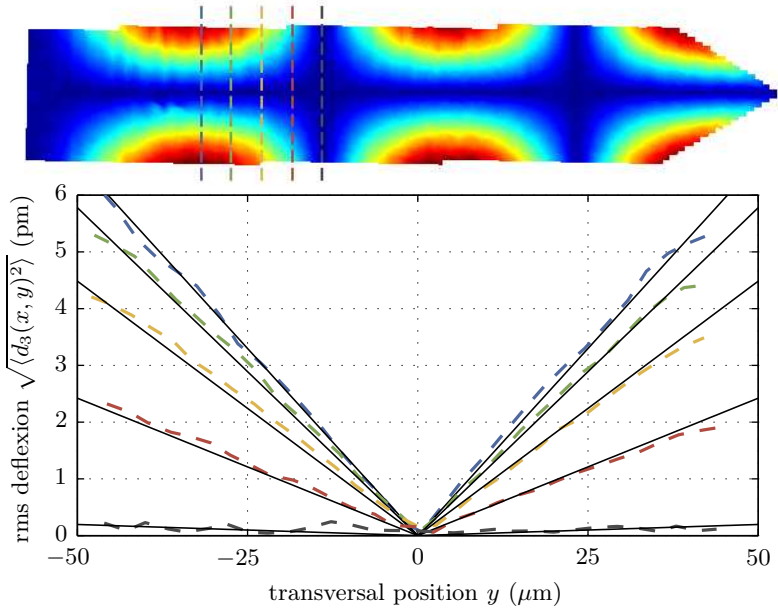 6
5
4
3
2
1
0
rms deflexion √⟨d₃(x, y)²⟩ (pm)
−50 −25 0 25 50
transversal position y (μm)